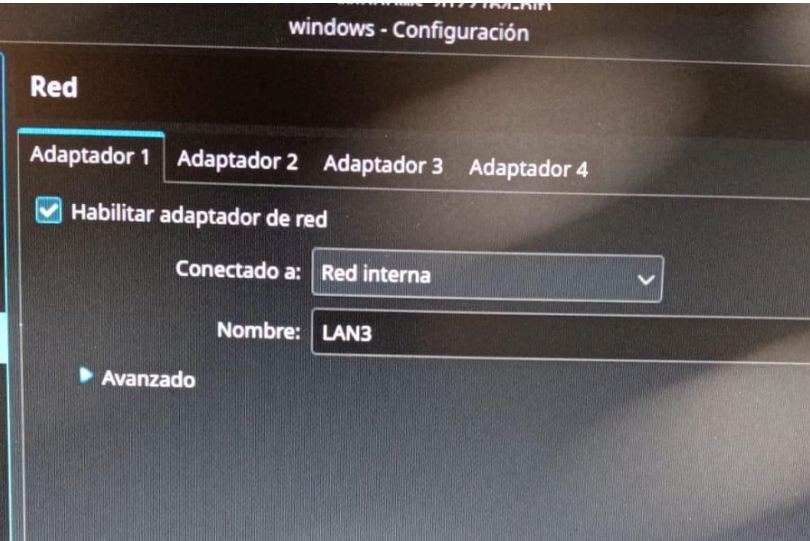 windows - Configuración
Red
Adaptador 1 Adaptador 2 Adaptador 3 Adaptador 4
Habilitar adaptador de red
Conectado a: Red interna
Nombre: LAN3
Avanzado